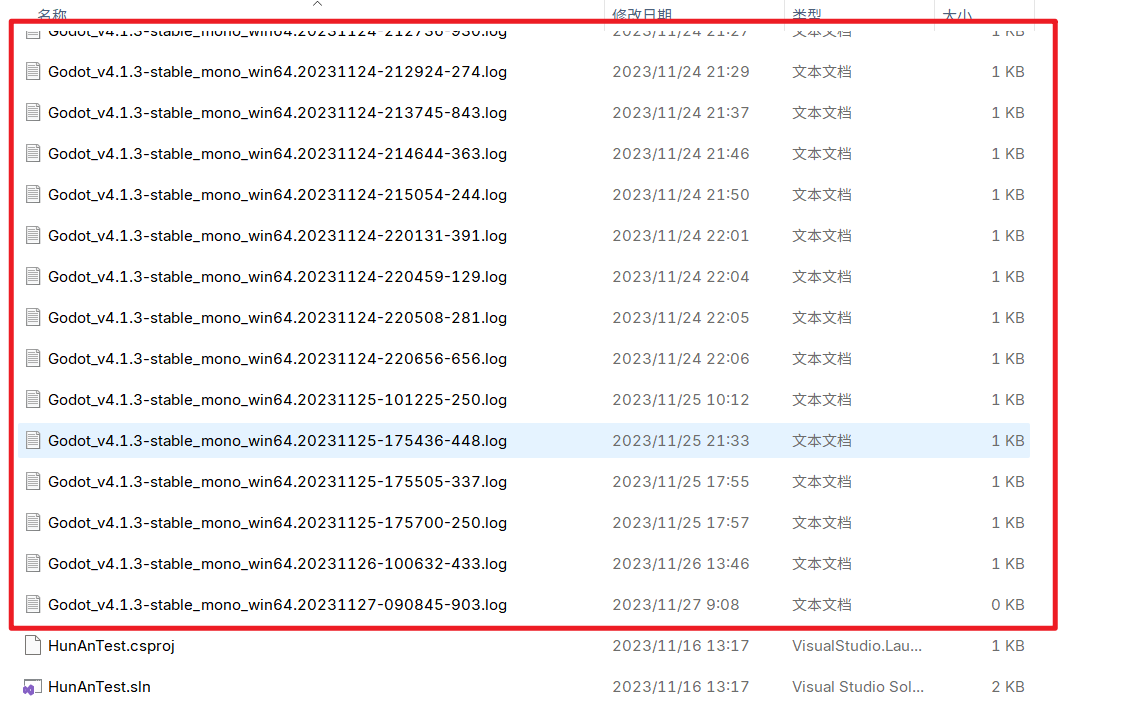 名称 修改日期 类型 大小
Godot_v4.1.3-stable_mono_win64.20231124-212736-930.log 2023/11/24 21:27 文本文档 1 KB
Godot_v4.1.3-stable_mono_win64.20231124-212924-274.log 2023/11/24 21:29 文本文档 1 KB
Godot_v4.1.3-stable_mono_win64.20231124-213745-843.log 2023/11/24 21:37 文本文档 1 KB
Godot_v4.1.3-stable_mono_win64.20231124-214644-363.log 2023/11/24 21:46 文本文档 1 KB
Godot_v4.1.3-stable_mono_win64.20231124-215054-244.log 2023/11/24 21:50 文本文档 1 KB
Godot_v4.1.3-stable_mono_win64.20231124-220131-391.log 2023/11/24 22:01 文本文档 1 KB
Godot_v4.1.3-stable_mono_win64.20231124-220459-129.log 2023/11/24 22:04 文本文档 1 KB
Godot_v4.1.3-stable_mono_win64.20231124-220508-281.log 2023/11/24 22:05 文本文档 1 KB
Godot_v4.1.3-stable_mono_win64.20231124-220656-656.log 2023/11/24 22:06 文本文档 1 KB
Godot_v4.1.3-stable_mono_win64.20231125-101225-250.log 2023/11/25 10:12 文本文档 1 KB
Godot_v4.1.3-stable_mono_win64.20231125-175436-448.log 2023/11/25 21:33 文本文档 1 KB
Godot_v4.1.3-stable_mono_win64.20231125-175505-337.log 2023/11/25 17:55 文本文档 1 KB
Godot_v4.1.3-stable_mono_win64.20231125-175700-250.log 2023/11/25 17:57 文本文档 1 KB
Godot_v4.1.3-stable_mono_win64.20231126-100632-433.log 2023/11/26 13:46 文本文档 1 KB
Godot_v4.1.3-stable_mono_win64.20231127-090845-903.log 2023/11/27 9:08 文本文档 0 KB
HunAnTest.csproj 2023/11/16 13:17 VisualStudio.Lau... 1 KB
HunAnTest.sln 2023/11/16 13:17 Visual Studio Sol... 2 KB